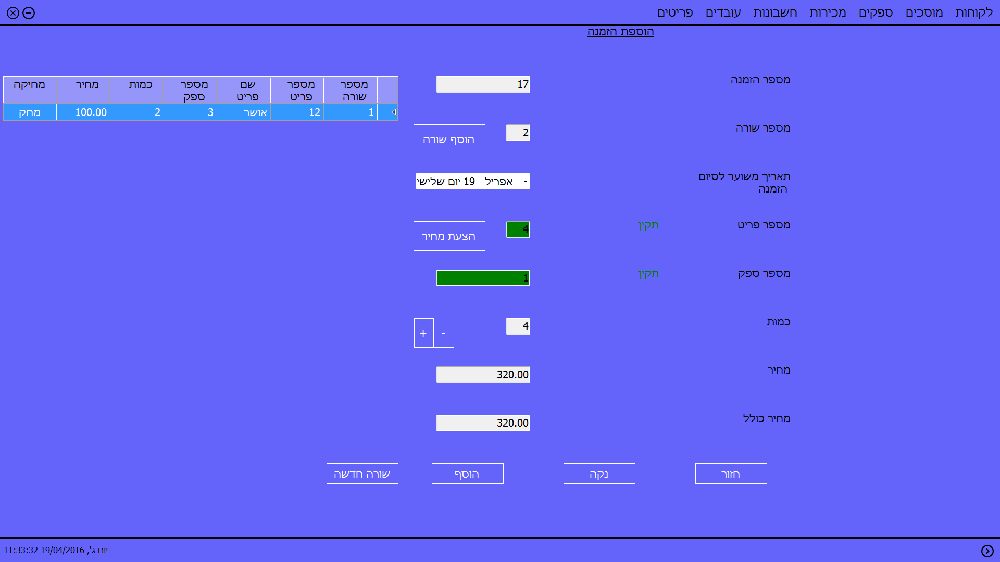 לקוחות מוסכים ספקים מכירות חשבונות עובדים פריטים
הוספת הזמנה
מספר הזמנה
17
מספר שורה
2
הוסף שורה
תאריך משוער לסיום
הזמנה
יום שלישי 19 אפריל
מספר פריט
תקין
4
הצעת מחיר
מספר ספק
תקין
1
כמות
4
- +
מחיר
320.00
מחיר כולל
320.00
חזור נקה הוסף שורה חדשה
מספר שורה מספר פריט שם פריט מספר ספק כמות מחיר מחיקה
1 12 אושר 3 2 100.00 מחק
יום ג', 19/04/2016 11:33:32